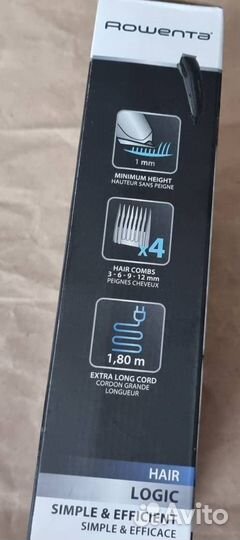 Rowenta
1 mm
MINIMUM HEIGHT
HAUTEUR SANS PEIGNE
x4
HAIR COMBS
3 - 6 - 9 - 12 mm
PEIGNES CHEVEUX
1,80 m
EXTRA LONG CORD
CORDON GRANDE
LONGUEUR
HAIR
LOGIC
SIMPLE & EFFICIENT
SIMPLE & EFFICACE
Avito